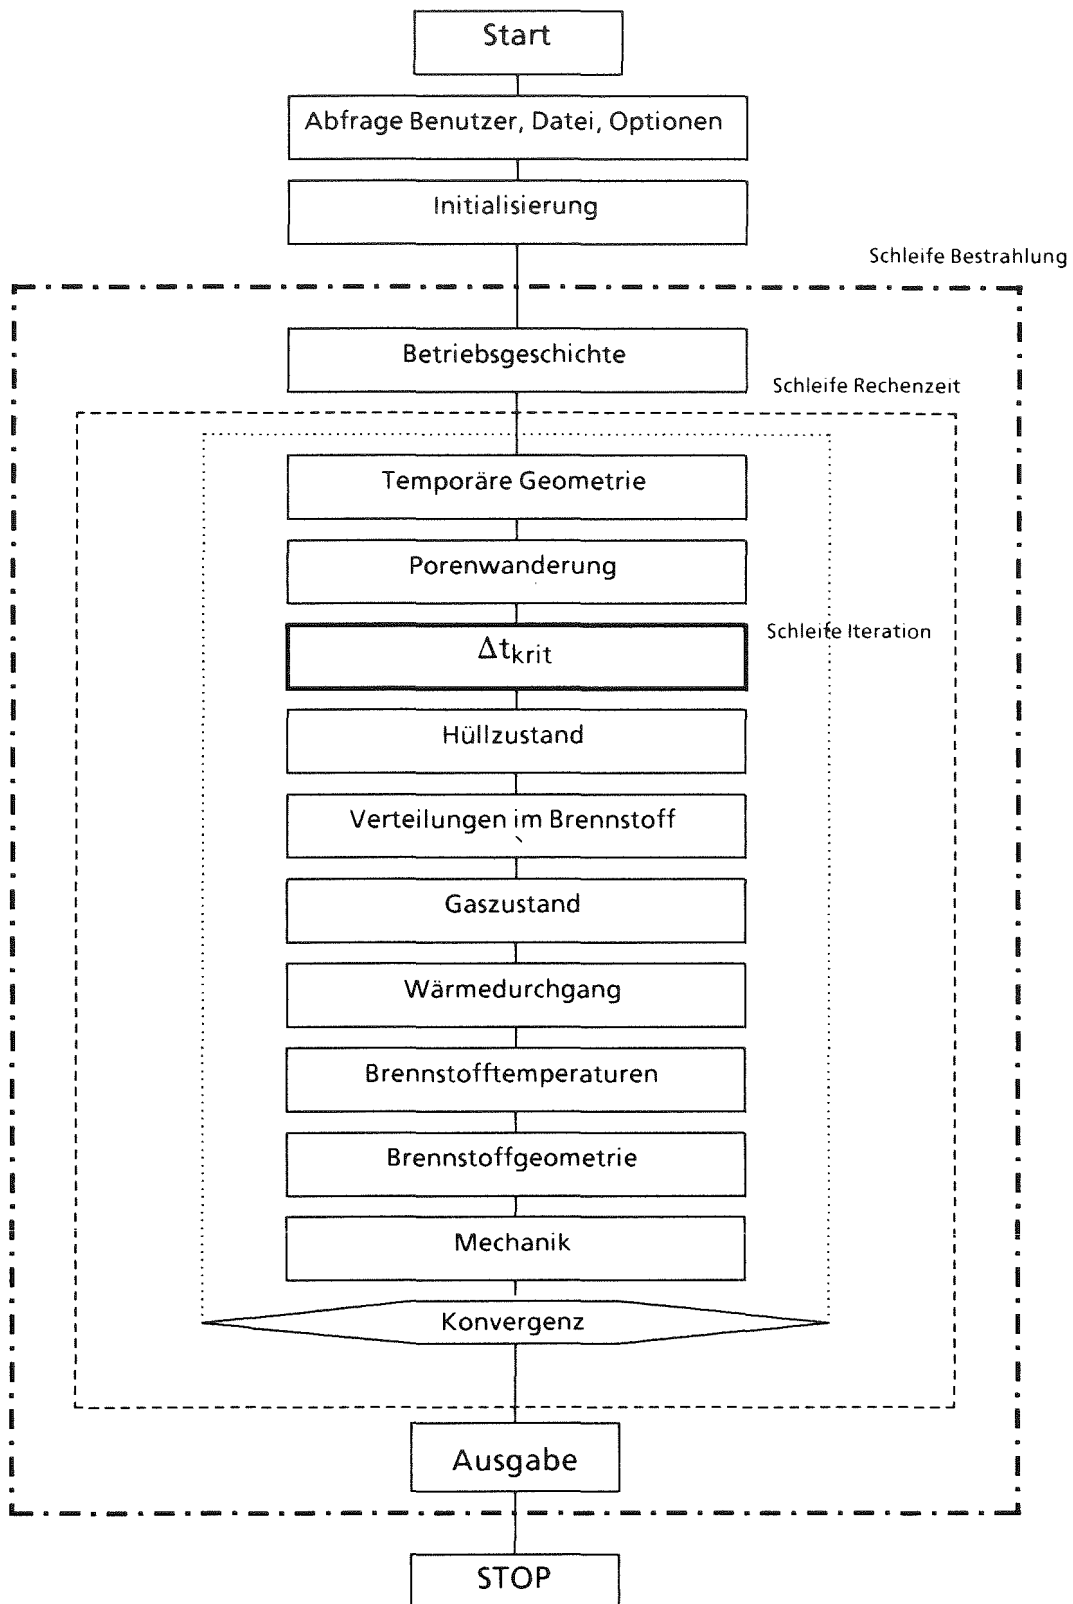 Start
Abfrage Benutzer, Datei, Optionen
Initialisierung
Schleife Bestrahlung
Betriebsgeschichte
Schleife Rechenzeit
Temporäre Geometrie
Porenwanderung
Schleife Iteration
Δtkrit
Hüllzustand
Verteilungen im Brennstoff
Gaszustand
Wärmedurchgang
Brennstofftemperaturen
Brennstoffgeometrie
Mechanik
Konvergenz
Ausgabe
STOP